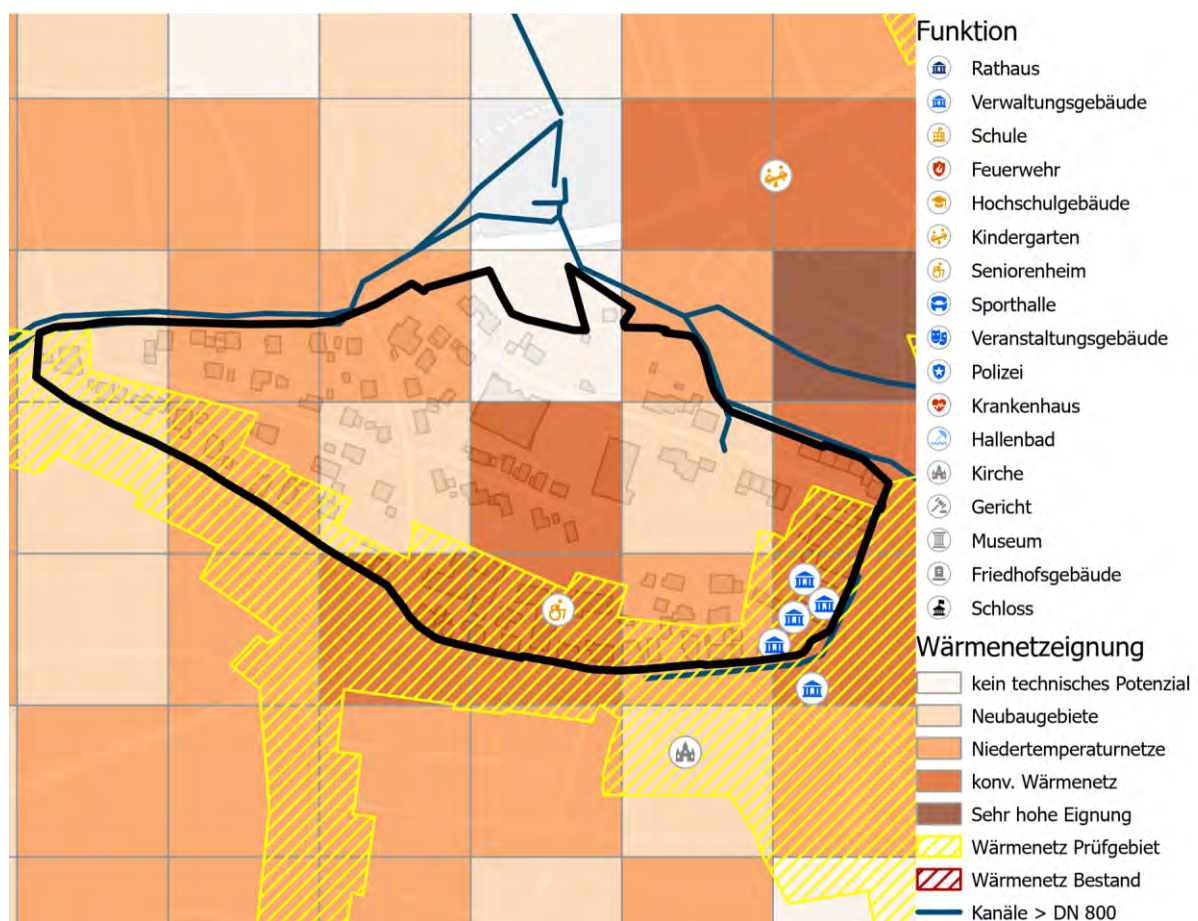 Funktion
Rathaus
Verwaltungsgebäude
Schule
Feuerwehr
Hochschulgebäude
Kindergarten
Seniorenheim
Sporthalle
Veranstaltungsgebäude
Polizei
Krankenhaus
Hallenbad
Kirche
Gericht
Museum
Friedhofsgebäude
Schloss
Wärmenetzeignung
kein technisches Potenzial
Neubaugebiete
Niedertemperaturnetze
konv. Wärmenetz
Sehr hohe Eignung
Wärmenetz Prüfgebiet
Wärmenetz Bestand
Kanäle > DN 800